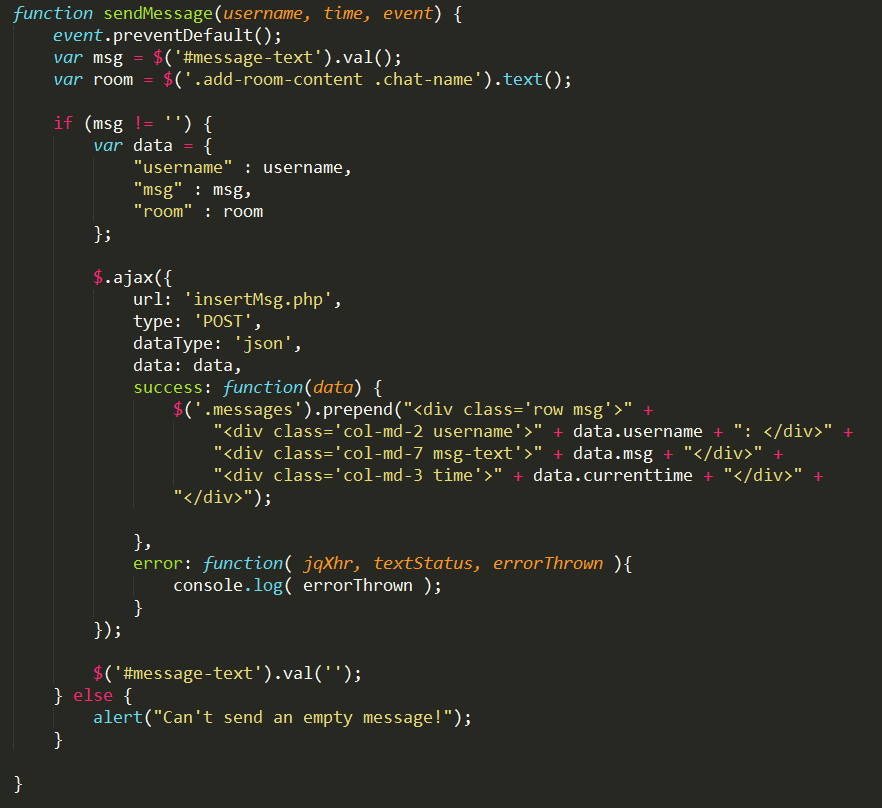 function sendMessage(username, time, event) {
    event.preventDefault();
    var msg = $('#message-text').val();
    var room = $('.add-room-content .chat-name').text();

    if (msg != '') {
        var data = {
            "username" : username,
            "msg" : msg,
            "room" : room
        };

        $.ajax({
            url: 'insertMsg.php',
            type: 'POST',
            dataType: 'json',
            data: data,
            success: function(data) {
                $('.messages').prepend("<div class='row msg'>" +
                    "<div class='col-md-2 username'>" + data.username + ": </div>" +
                    "<div class='col-md-7 msg-text'>" + data.msg + "</div>" +
                    "<div class='col-md-3 time'>" + data.currenttime + "</div>" +
                "</div>");

            },
            error: function( jqXhr, textStatus, errorThrown ){
                console.log( errorThrown );
            }
        });

        $('#message-text').val('');
    } else {
        alert("Can't send an empty message!");
    }

}